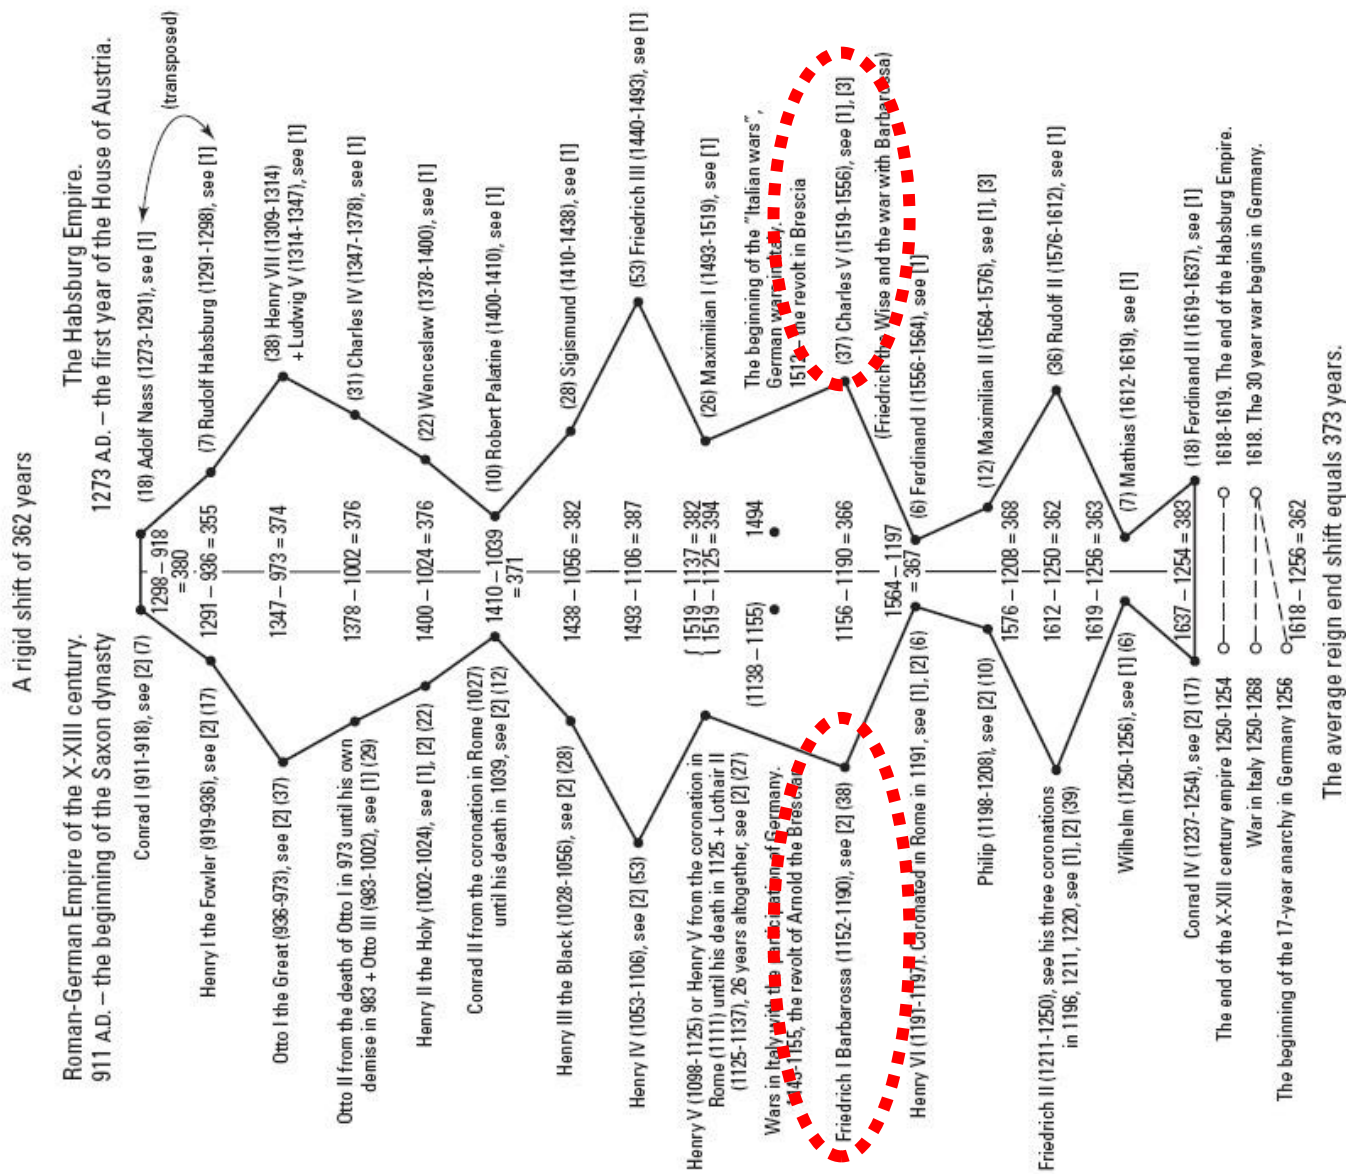 A rigid shift of 362 years
Roman-German Empire of the X-XIII century.
911 A.D. – the beginning of the Saxon dynasty
The Habsburg Empire.
1273 A.D. – the first year of the House of Austria.
(transposed)
Conrad I (911-918), see [2] (7)
1298 – 918
= 380
(18) Adolf Nass (1273-1291), see [1]
Henry I the Fowler (919-936), see [2] (17)
1291 – 936 = 355
(7) Rudolf Habsburg (1291-1298), see [1]
Otto I the Great (936-973), see [2] (37)
1347 – 973 = 374
(38) Henry VII (1309-1314)
+ Ludwig V (1314-1347), see [1]
Otto II from the death of Otto I in 973 until his own
demise in 983 + Otto III (983-1002), see [1] (29)
1378 – 1002 = 376
(31) Charles IV (1347-1378), see [1]
Henry II the Holy (1002-1024), see [1], [2] (22)
1400 – 1024 = 376
(22) Wenceslaw (1378-1400), see [1]
Conrad II from the coronation in Rome (1027)
until his death in 1039, see [2] (12)
1410 – 1039
= 371
(10) Robert Palatine (1400-1410), see [1]
Henry III the Black (1028-1056), see [2] (28)
1438 – 1056 = 382
(28) Sigismund (1410-1438), see [1]
Henry IV (1053-1106), see [2] (53)
1493 – 1106 = 387
(53) Friedrich III (1440-1493), see [1]
Henry V (1098-1125) or Henry V from the coronation in
Rome (1111) until his death in 1125 + Lothair II
(1125-1137), 26 years altogether, see [2] (27)
{ 1519 – 1137 = 382
{ 1519 – 1125 = 394
(26) Maximilian I (1493-1519), see [1]
Wars in Italy with the participation of Germany.
1143-1155, the revolt of Arnold the Brescian
(1138 – 1155)
1494
The beginning of the "Italian wars",
German war in Italy.
1512 – the revolt in Brescia
Friedrich I Barbarossa (1152-1190), see [2] (38)
1156 – 1190 = 366
(37) Charles V (1519-1556), see [1], [3]
(Friedrich the Wise and the war with Barbarossa)
Henry VI (1191-1197). Coronated in Rome in 1191, see [1], [2] (6)
1564 – 1197
= 367
(6) Ferdinand I (1556-1564), see [1]
Philip (1198-1208), see [2] (10)
1576 – 1208 = 368
(12) Maximilian II (1564-1576), see [1], [3]
Friedrich II (1211-1250), see his three coronations
in 1196, 1211, 1220, see [1], [2] (39)
1612 – 1250 = 362
(36) Rudolf II (1576-1612), see [1]
Wilhelm (1250-1256), see [1] (6)
1619 – 1256 = 363
(7) Mathias (1612-1619), see [1]
Conrad IV (1237-1254), see [2] (17)
1637 – 1254 = 383
(18) Ferdinand II (1619-1637), see [1]
The end of the X-XIII century empire 1250-1254
1618-1619. The end of the Habsburg Empire.
War in Italy 1250-1268
1618. The 30 year war begins in Germany.
The beginning of the 17-year anarchy in Germany 1256
1618 – 1256 = 362
The average reign end shift equals 373 years.